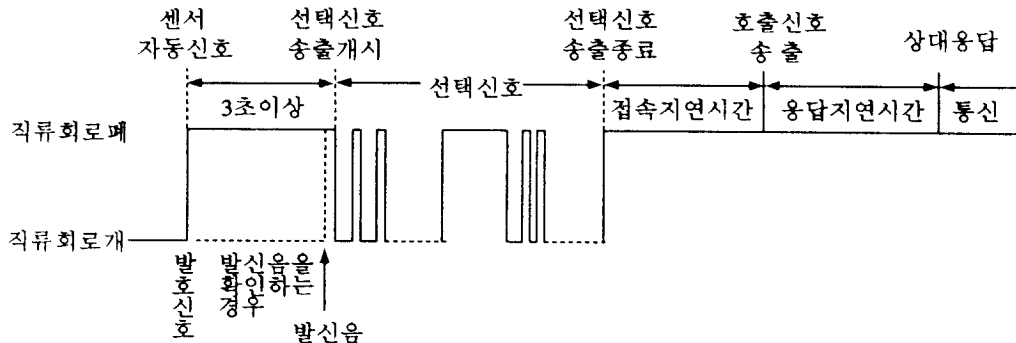 센서
자동신호
선택신호
송출개시
선택신호
송출종료
호출신호
송 출
상대응답
3초이상
선택신호
접속지연시간
응답지연시간
통신
직류회로폐
직류회로개
발호신호
발신음을
확인하는
경우
발신음